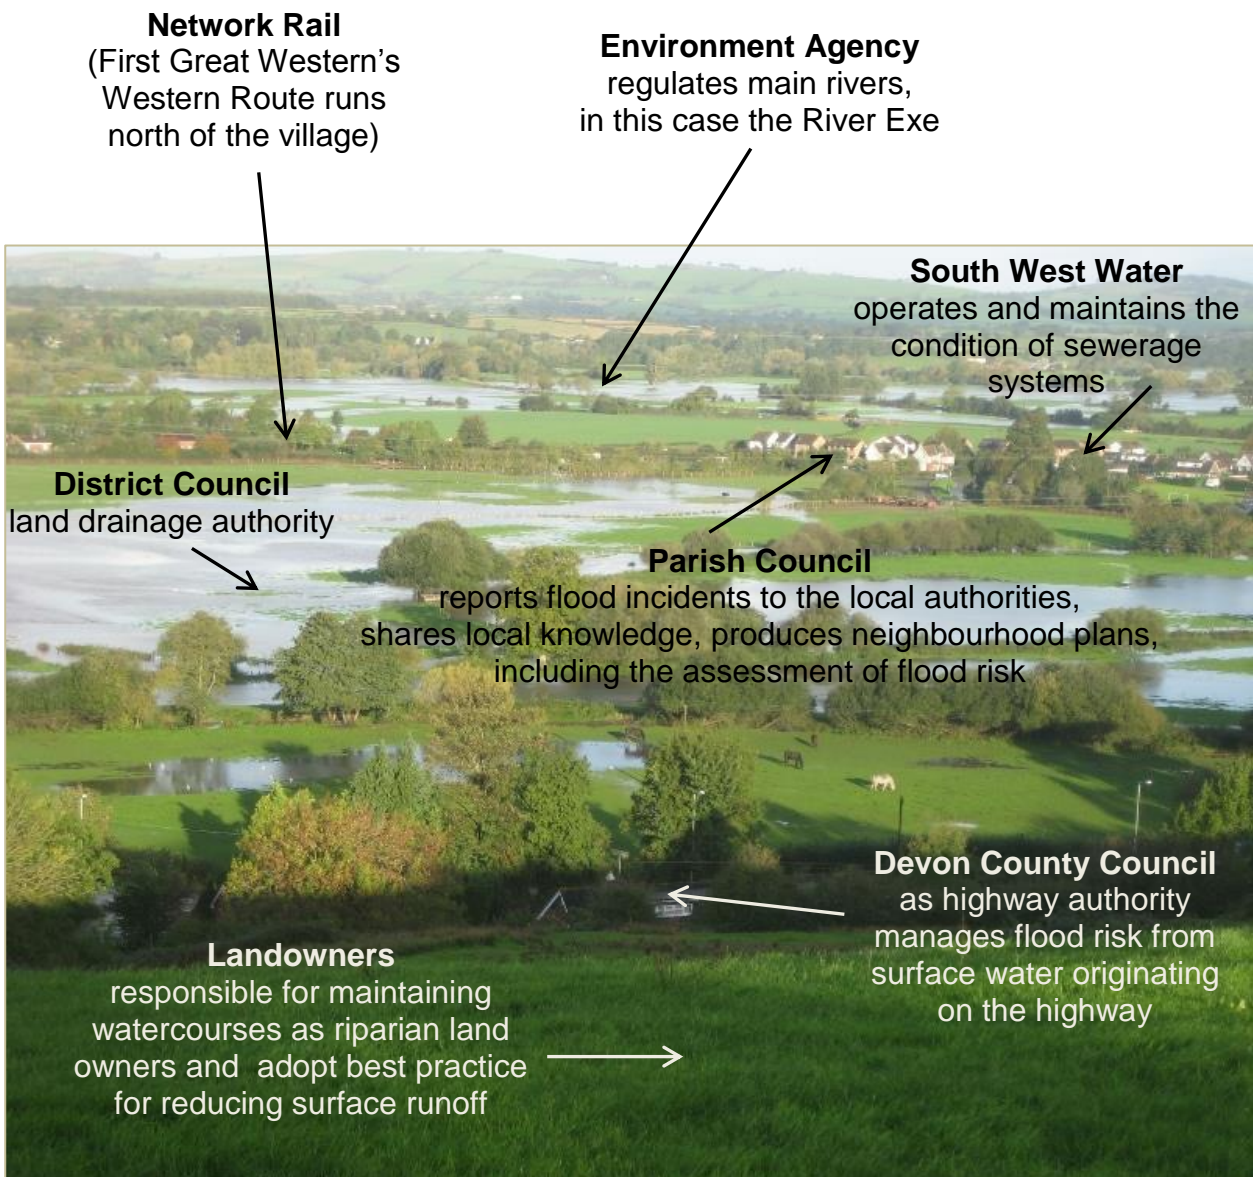 Network Rail
(First Great Western's
Western Route runs
north of the village)
Environment Agency
regulates main rivers,
in this case the River Exe
South West Water
operates and maintains the
condition of sewerage
systems
District Council
land drainage authority
Parish Council
reports flood incidents to the local authorities,
shares local knowledge, produces neighbourhood plans,
including the assessment of flood risk
Devon County Council
as highway authority
manages flood risk from
surface water originating
on the highway
Landowners
responsible for maintaining
watercourses as riparian land
owners and  adopt best practice
for reducing surface runoff